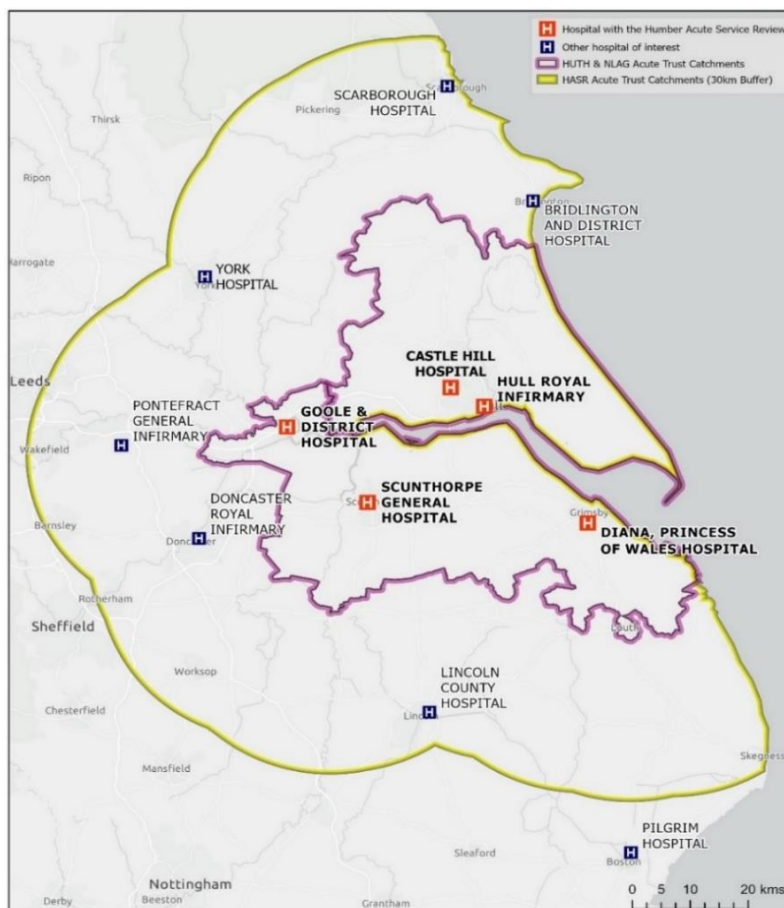 Hospital with the Humber Acute Service Review
Other hospital of interest
HUTH & NLAG Acute Trust Catchments
HASR Acute Trust Catchments (30km Buffer)
SCARBOROUGH
HOSPITAL
Pickering
Thirsk
Ripon
BRIDLINGTON
AND DISTRICT
HOSPITAL
Harrogate
YORK
HOSPITAL
CASTLE HILL
HOSPITAL
Leeds
HULL ROYAL
INFIRMARY
PONTEFRACT
GENERAL
INFIRMARY
GOOLE &
DISTRICT
HOSPITAL
Wakefield
SCUNTHORPE
GENERAL
HOSPITAL
DONCASTER
ROYAL
INFIRMARY
Grimsby
DIANA, PRINCESS
OF WALES HOSPITAL
Barnsley
Rotherham
Sheffield
Louth
Worksop
LINCOLN
COUNTY
HOSPITAL
Chesterfield
Mansfield
Skegness
PILGRIM
HOSPITAL
Sleaford
Boston
Nottingham
Derby
Beeston
Grantham
0 5 10 20 kms